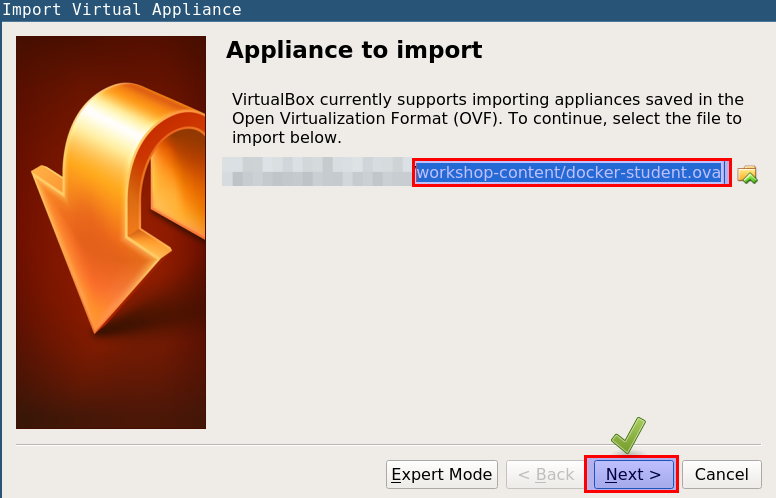 Import Virtual Appliance
Appliance to import
VirtualBox currently supports importing appliances saved in the
Open Virtualization Format (OVF). To continue, select the file to
import below.
workshop-content/docker-student.ova
Expert Mode
< Back
Next >
Cancel